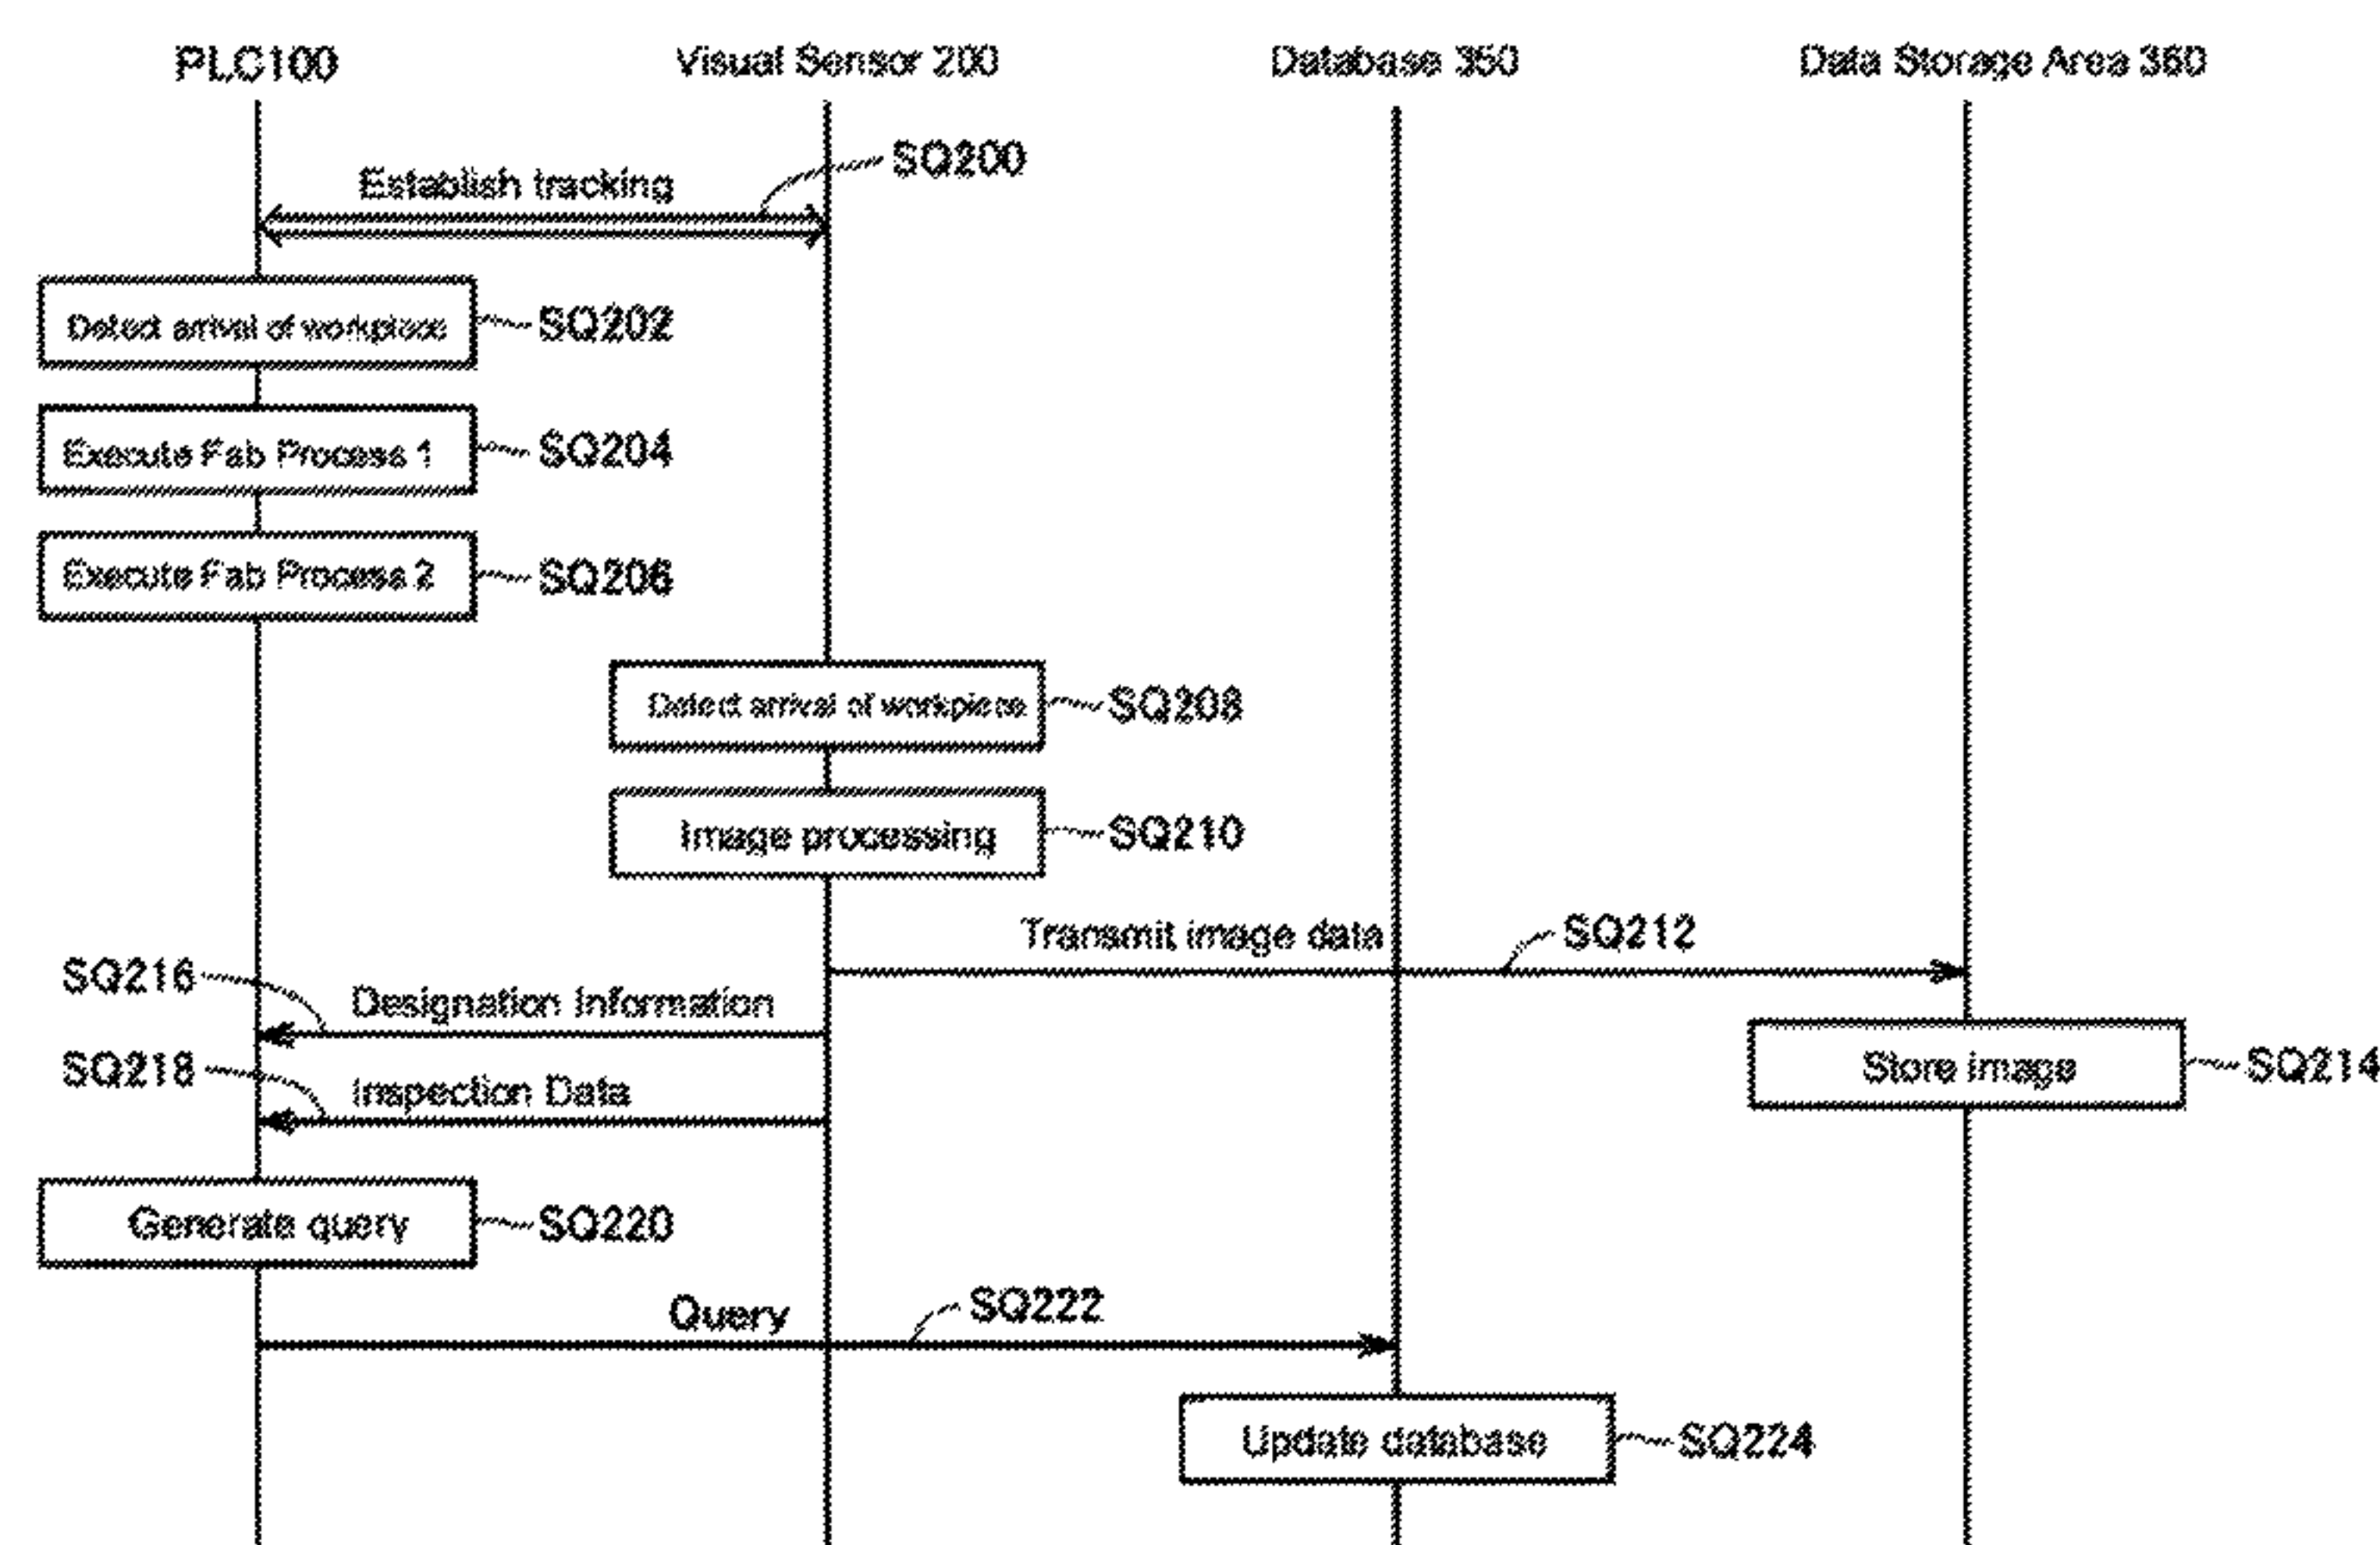 PLC100
Visual Sensor 200
Database 350
Data Storage Area 360
SQ200
Establish tracking
Detect arrival of workplace
SQ202
Execute Fab Process 1
SQ204
Execute Fab Process 2
SQ206
Detect arrival of workpiece
SQ208
Image processing
SQ210
Transmit image data
SQ212
SQ216
Designation Information
SQ218
Inspection Data
Store image
SQ214
Generate query
SQ220
Query
SQ222
Update database
SQ224